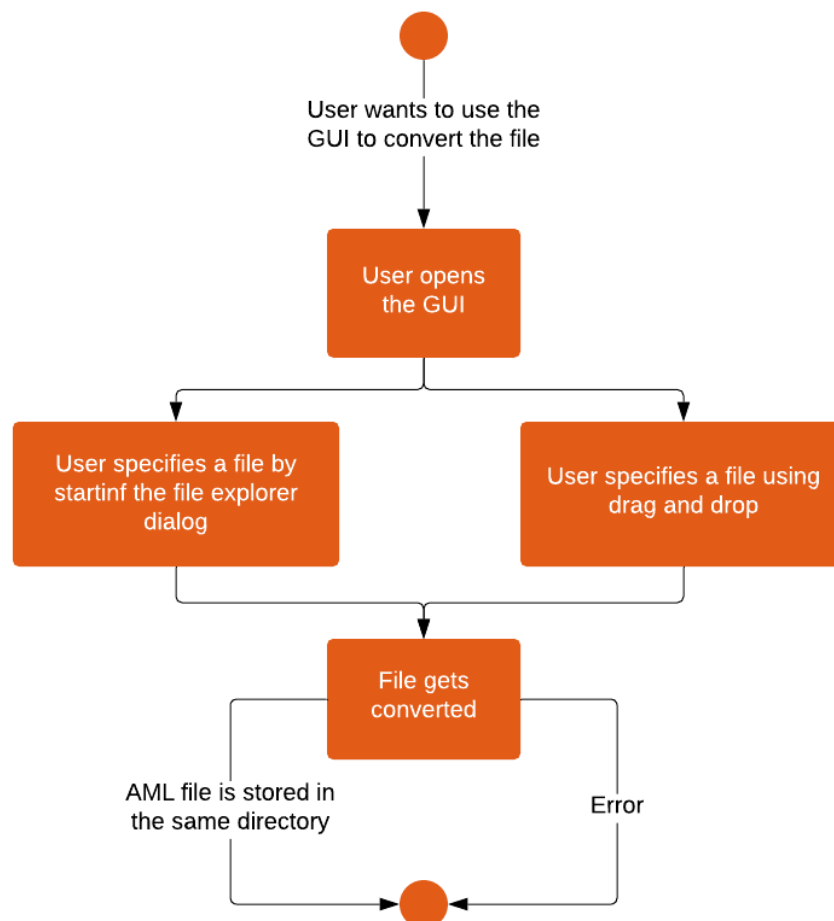 User wants to use the
GUI to convert the file
User opens
the GUI
User specifies a file by
startinf the file explorer
dialog
User specifies a file using
drag and drop
File gets
converted
AML file is stored in
the same directory
Error